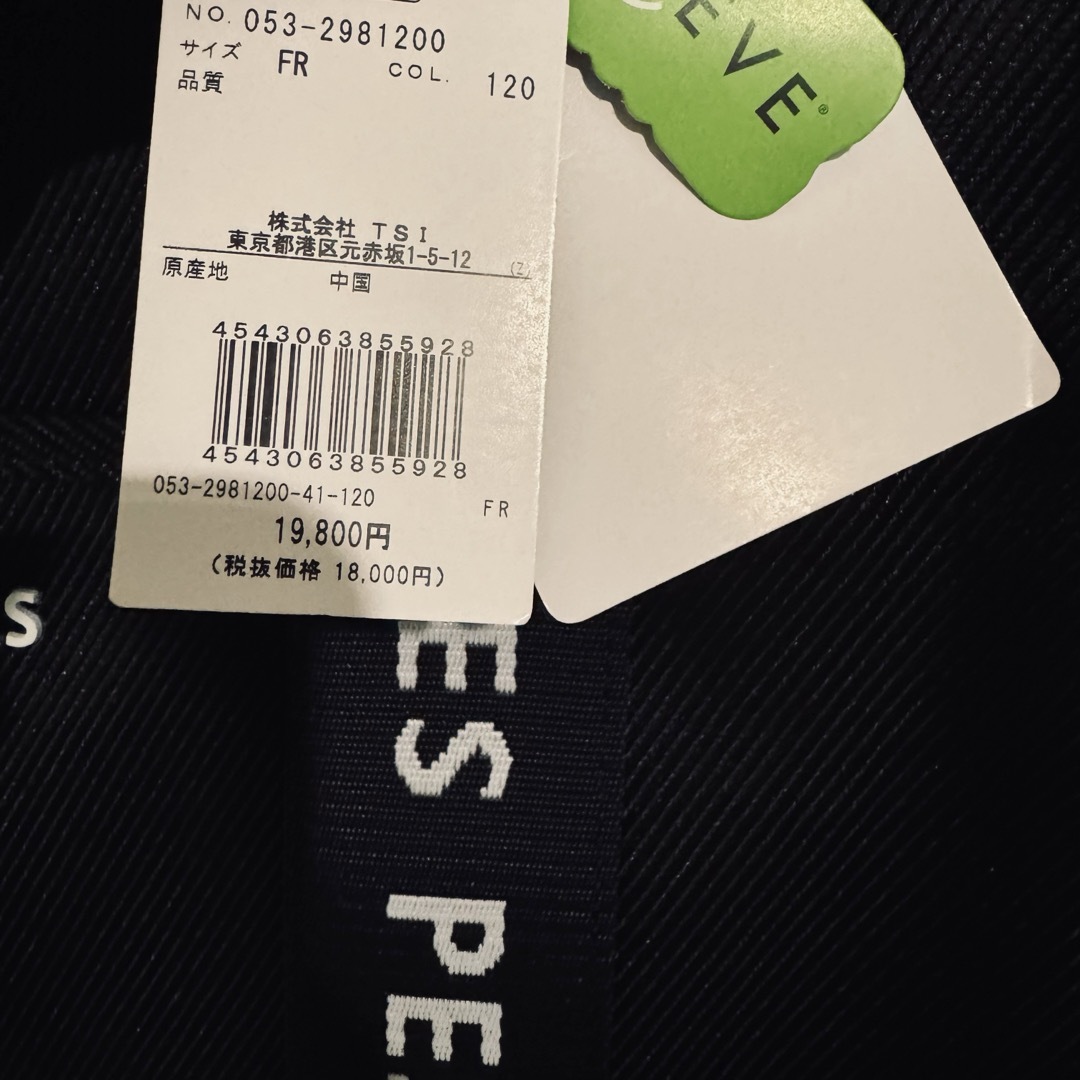 NO. 053-2981200
サイズ FR COL. 120
品質
株式会社 TSI
東京都港区元赤坂1-5-12 (Z)
原産地 中国
4543063855928
4543063855928
053-2981200-41-120 FR
19,800円
(税抜価格 18,000円)
EVE®
S
ES PE